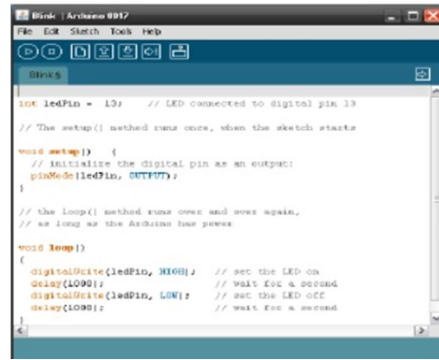 Blink | Arduino 0017
File Edit Sketch Tools Help
Blink §
int ledPin = 13; // LED connected to digital pin 13
// The setup() method runs once, when the sketch starts
void setup() {
// initialize the digital pin as an output:
pinMode(ledPin, OUTPUT);
}
// the loop() method runs over and over again,
// as long as the Arduino has power
void loop()
{
digitalWrite(ledPin, HIGH); // set the LED on
delay(1000); // wait for a second
digitalWrite(ledPin, LOW); // set the LED off
delay(1000); // wait for a second
}